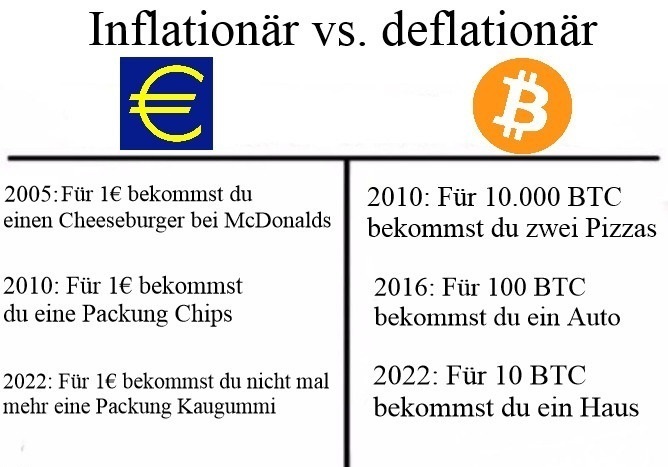 Inflationär vs. deflationär
2005: Für 1€ bekommst du
einen Cheeseburger bei McDonalds
2010: Für 1€ bekommst
du eine Packung Chips
2022: Für 1€ bekommst du nicht mal
mehr eine Packung Kaugummi
2010: Für 10.000 BTC
bekommst du zwei Pizzas
2016: Für 100 BTC
bekommst du ein Auto
2022: Für 10 BTC
bekommst du ein Haus